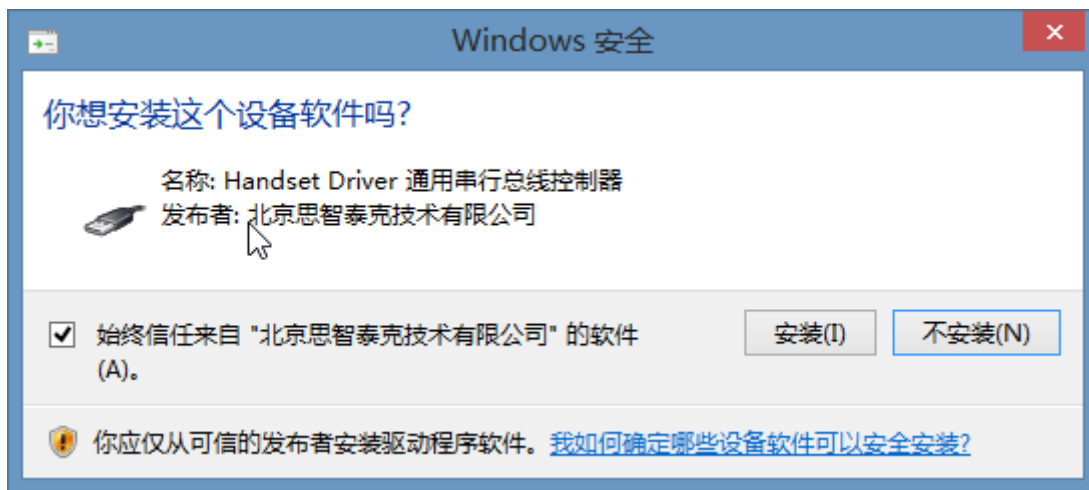 Windows 安全
你想安装这个设备软件吗?
名称: Handset Driver 通用串行总线控制器
发布者: 北京思智泰克技术有限公司
始终信任来自 "北京思智泰克技术有限公司" 的软件
(A)。
安装(I)
不安装(N)
你应仅从可信的发布者安装驱动程序软件。我如何确定哪些设备软件可以安全安装?